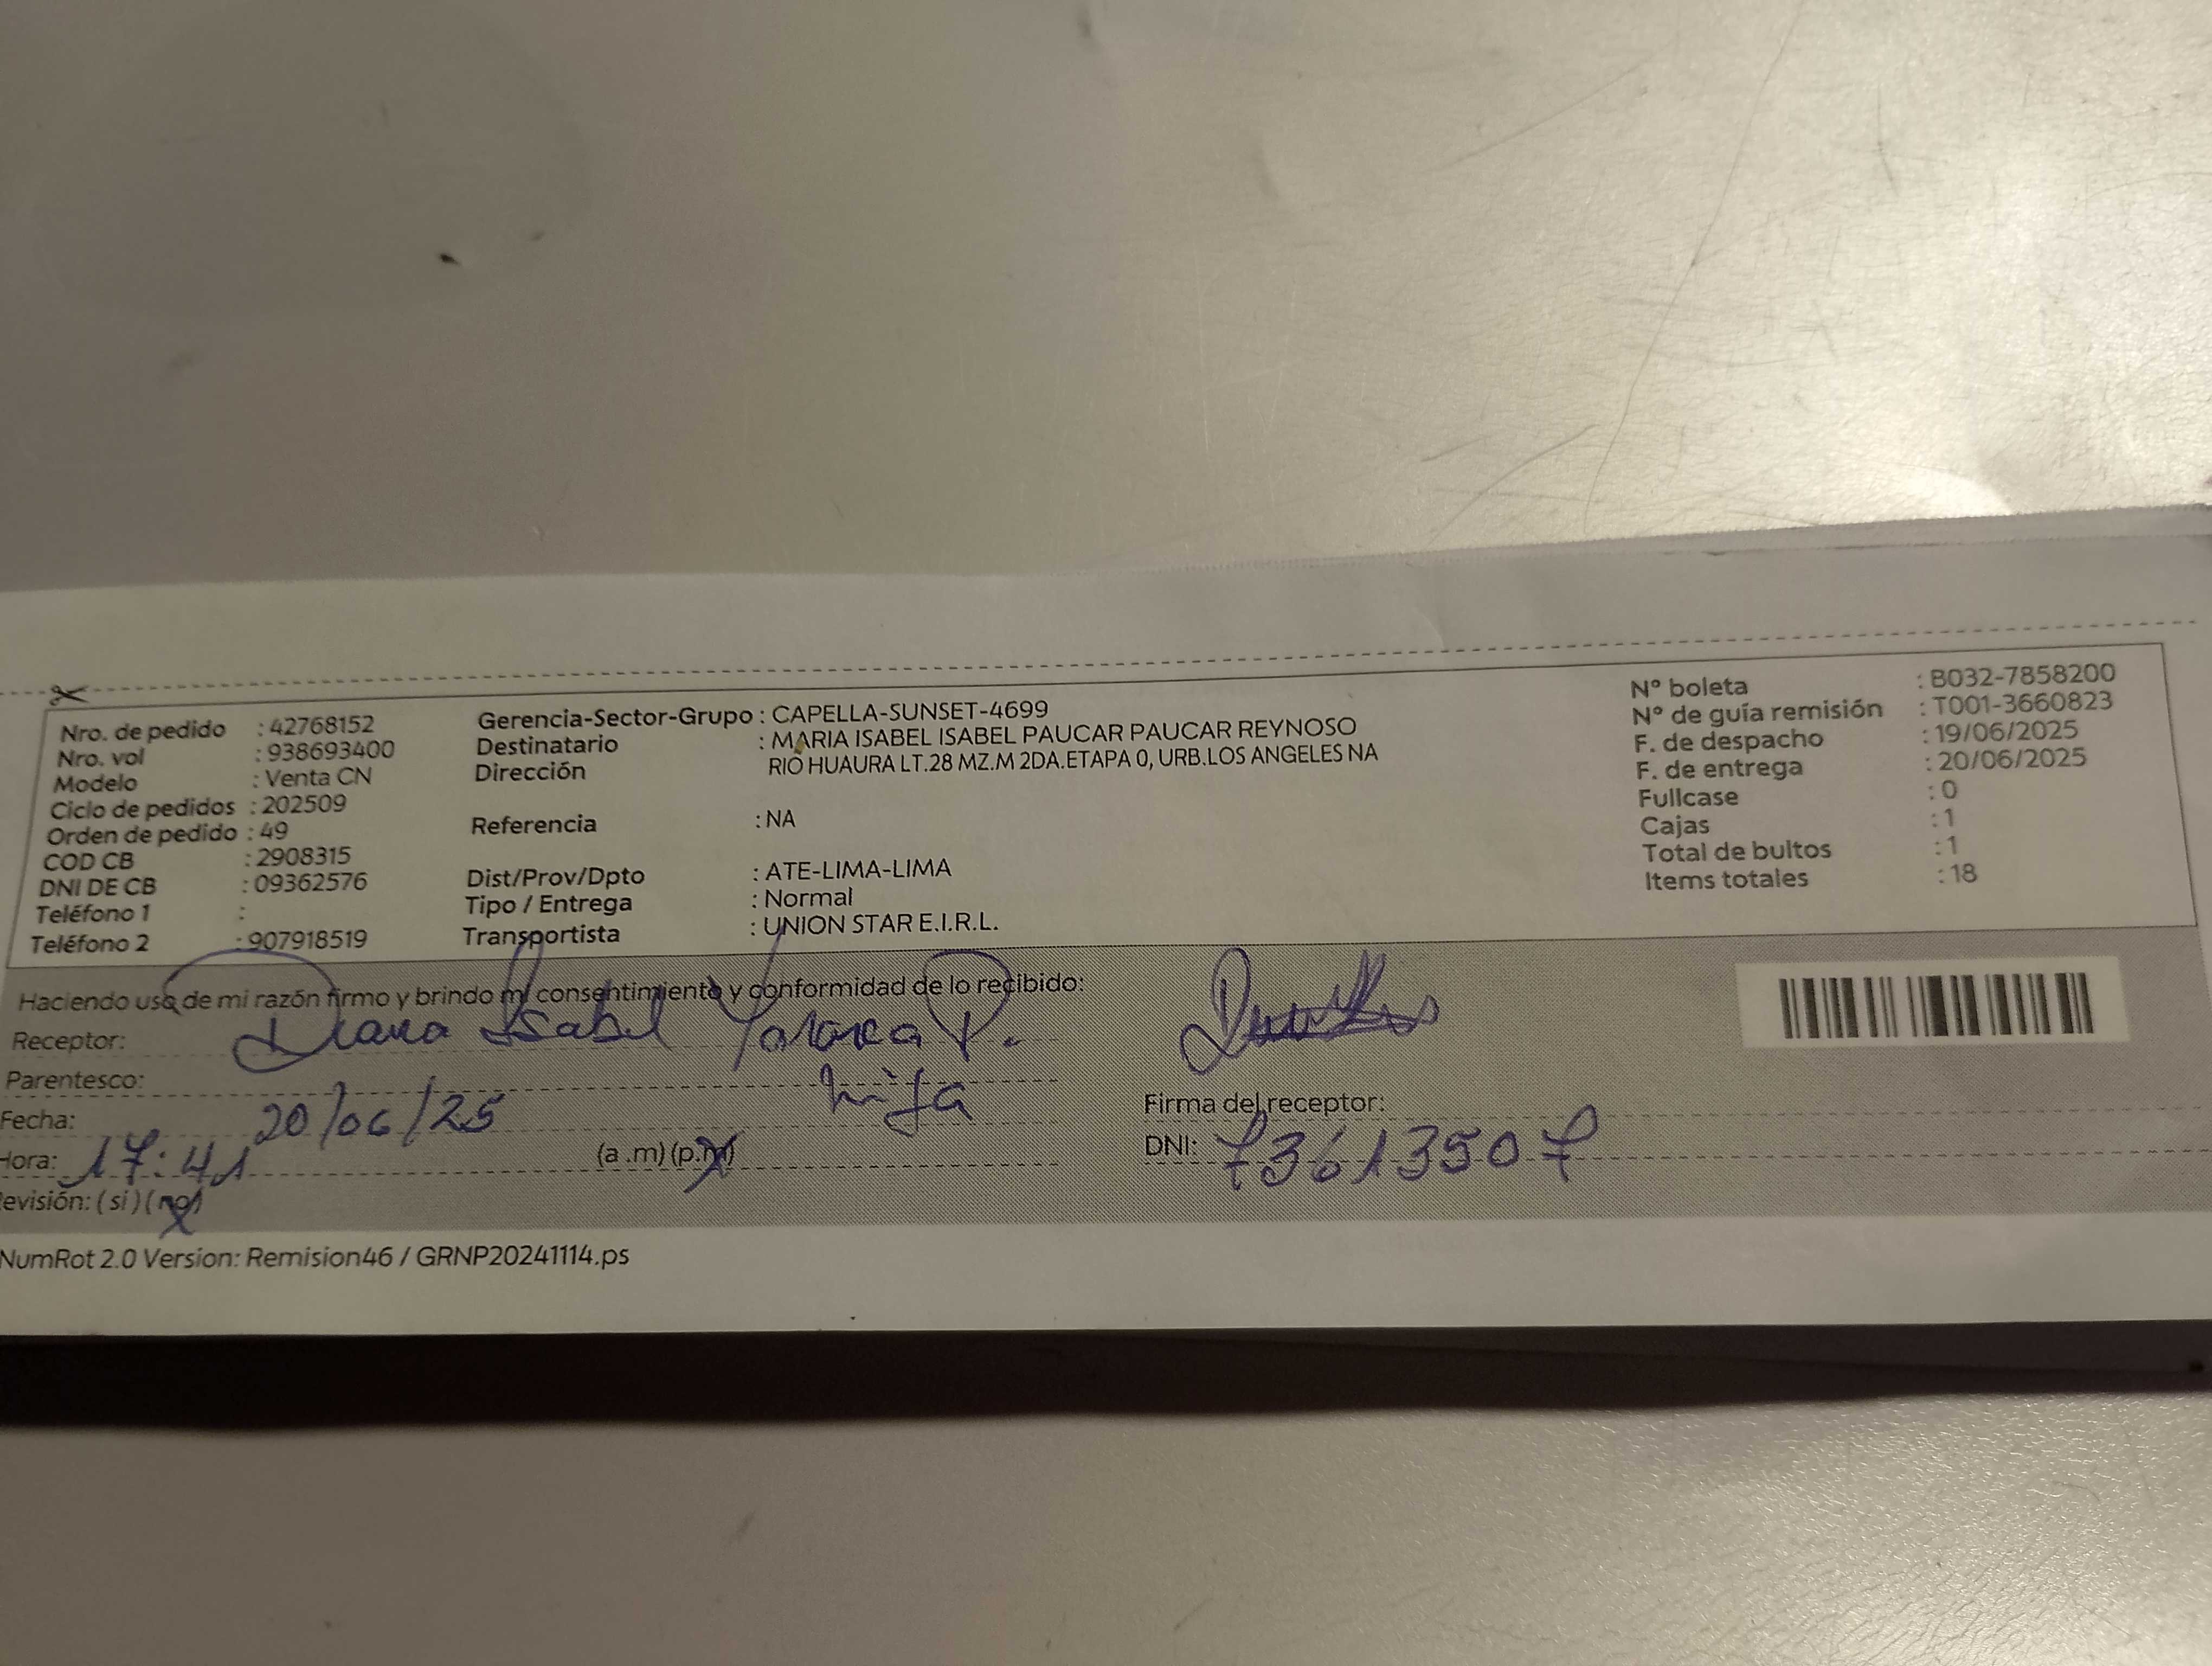 Nro. de pedido : 42768152
Nro. vol : 938693400
Modelo : Venta CN
Ciclo de pedidos : 202509
Orden de pedido : 49
COD CB : 2908315
DNI DE CB : 09362576
Teléfono 1 :
Teléfono 2 : 907918519
Gerencia-Sector-Grupo : CAPELLA-SUNSET-4699
Destinatario : MARIA ISABEL ISABEL PAUCAR PAUCAR REYNOSO
Dirección RIO HUAURA LT.28 MZ.M 2DA.ETAPA 0, URB.LOS ANGELES NA
Referencia : NA
Dist/Prov/Dpto : ATE-LIMA-LIMA
Tipo / Entrega : Normal
Transportista : UNION STAR E.I.R.L.
N° boleta : B032-7858200
N° de guía remisión : T001-3660823
F. de despacho : 19/06/2025
F. de entrega : 20/06/2025
Fullcase : 0
Cajas : 1
Total de bultos : 1
Items totales : 18
Haciendo uso de mi razón firmo y brindo mi consentimiento y conformidad de lo recibido:
Receptor: Diana Isabel P.
Parentesco: hija
Fecha: 20/06/25
Hora: 17:41 (a .m) (p.m)
Revisión: ( si ) ( no )
Firma del receptor:
DNI: 73613507
NumRot 2.0 Version: Remision46 / GRNP20241114.ps